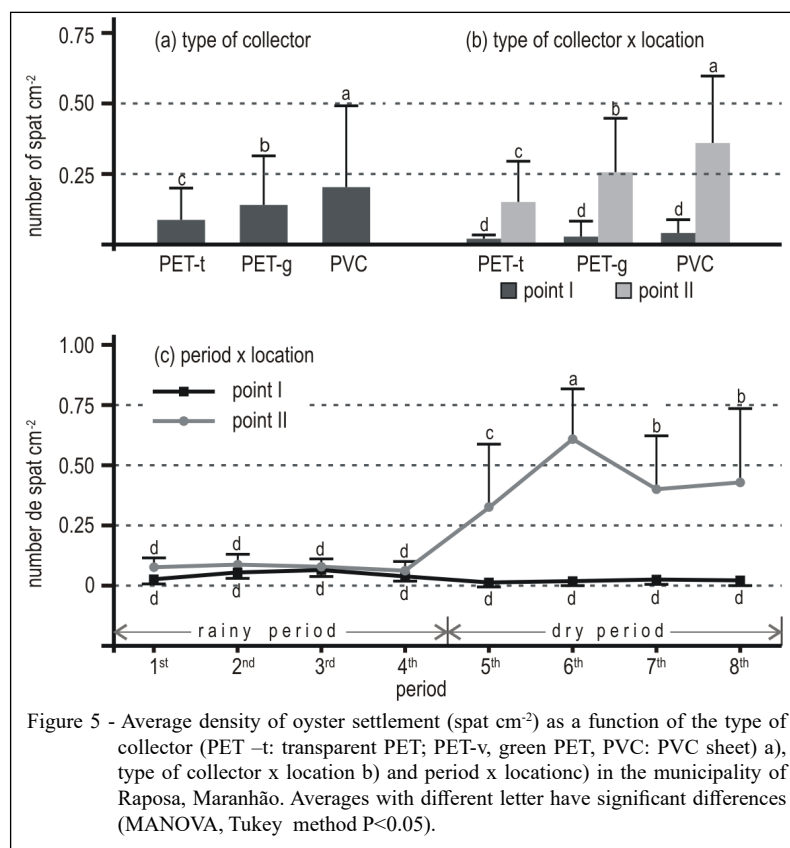 (a) type of collector
(b) type of collector x location
number of spat cm⁻²
0.75
0.50
0.25
c
b
a
c
b
a
d
d
d
PET-t
PET-g
PVC
PET-t
PET-g
PVC
point I
point II
(c) period x location
point I
point II
number de spat cm⁻²
1.00
0.75
0.50
0.25
0
d
d
d
d
c
a
b
b
d
d
d
d
d
d
d
d
rainy period
dry period
1st
2nd
3rd
4th
5th
6th
7th
8th
period
Figure 5 - Average density of oyster settlement (spat cm⁻²) as a function of the type of
collector (PET –t: transparent PET; PET-v, green PET, PVC: PVC sheet) a),
type of collector x location b) and period x locationc) in the municipality of
Raposa, Maranhão. Averages with different letter have significant differences
(MANOVA, Tukey method P<0.05).